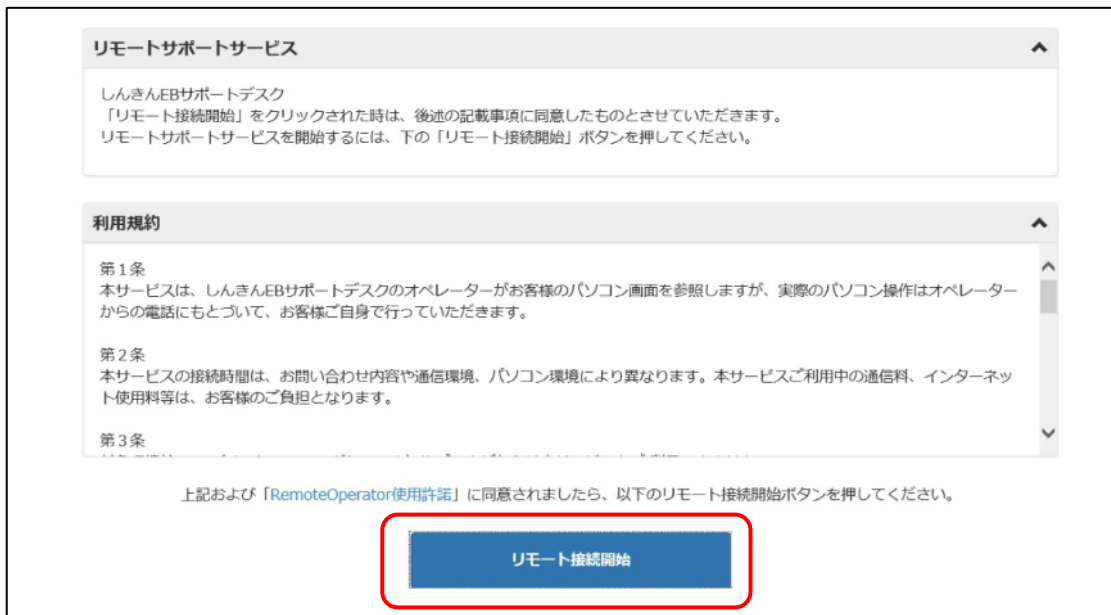 リモートサポートサービス
しんきんEBサポートデスク
「リモート接続開始」をクリックされた時は、後述の記載事項に同意したものとさせていただきます。
リモートサポートサービスを開始するには、下の「リモート接続開始」ボタンを押してください。
利用規約
第1条
本サービスは、しんきんEBサポートデスクのオペレーターがお客様のパソコン画面を参照しますが、実際のパソコン操作はオペレーター
からの電話にもとづいて、お客様ご自身で行っていただきます。
第2条
本サービスの接続時間は、お問い合わせ内容や通信環境、パソコン環境により異なります。本サービスご利用中の通信料、インターネッ
ト使用料等は、お客様のご負担となります。
第3条
上記および「RemoteOperator使用許諾」に同意されましたら、以下のリモート接続開始ボタンを押してください。
リモート接続開始